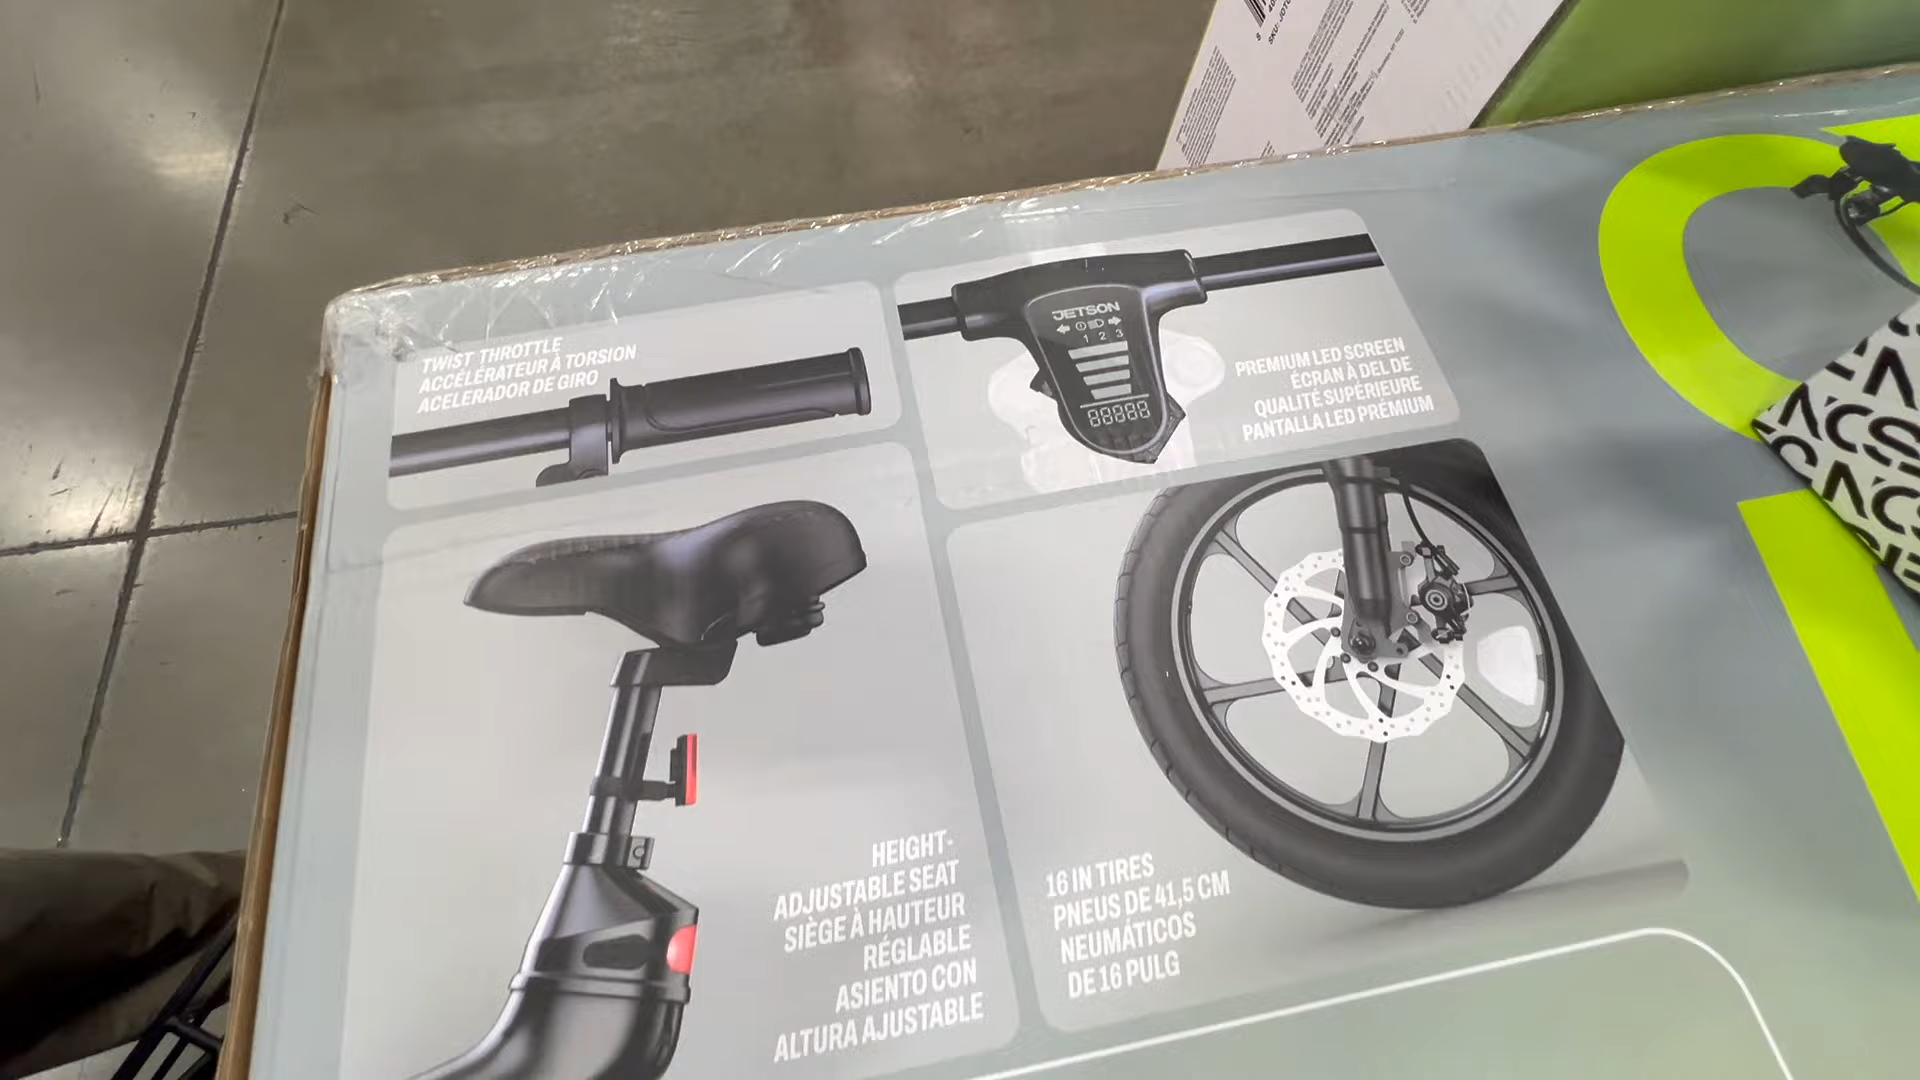 TWIST THROTTLE
ACCÉLÉRATEUR À TORSION
ACELERADOR DE GIRO
JETSON
1 2 3
88888
PREMIUM LED SCREEN
ÉCRAN À DEL DE
QUALITÉ SUPÉRIEURE
PANTALLA LED PRÉMIUM
HEIGHT-
ADJUSTABLE SEAT
SIÈGE À HAUTEUR
RÉGLABLE
ASIENTO CON
ALTURA AJUSTABLE
16 IN TIRES
PNEUS DE 41,5 CM
NEUMÁTICOS
DE 16 PULG
SKU: